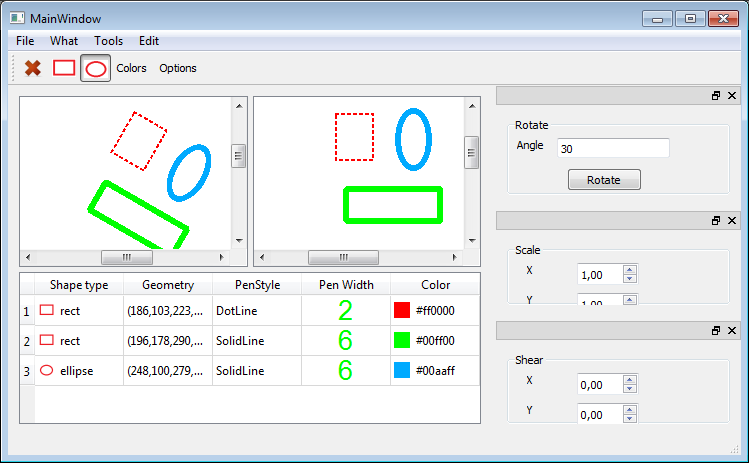 MainWindow
File What Tools Edit
Colors Options
Rotate
Angle 30
Rotate
Scale
X 1,00
Y 1,00
Shear
X 0,00
Y 0,00
Shape type Geometry PenStyle Pen Width Color
1 rect (186,103,223,... DotLine 2 #ff0000
2 rect (196,178,290,... SolidLine 6 #00ff00
3 ellipse (248,100,279,... SolidLine 6 #00aaff